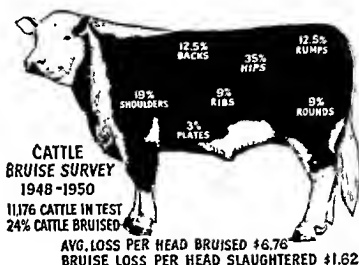 12.5%
BACKS
12.5%
RUMPS
35%
HIPS
19%
SHOULDERS
9%
RIBS
9%
ROUNDS
3%
PLATES
CATTLE
BRUISE SURVEY
1948-1950
11,176 CATTLE IN TEST
24% CATTLE BRUISED
AVG. LOSS PER HEAD BRUISED $6.76
BRUISE LOSS PER HEAD SLAUGHTERED $1.62